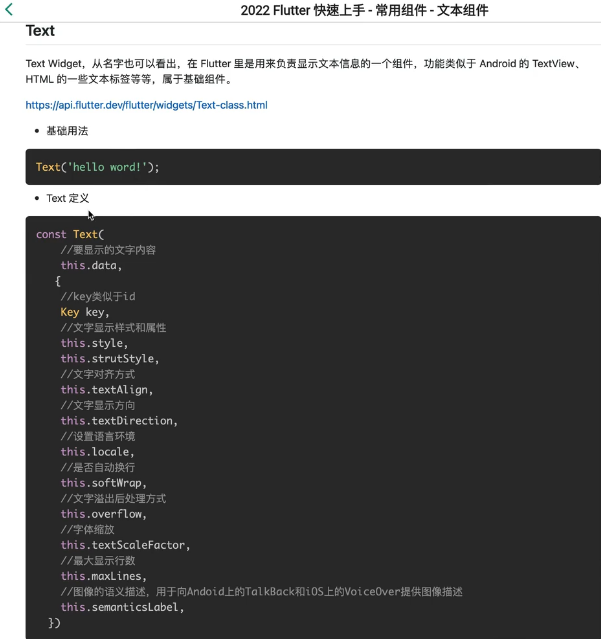 2022 Flutter 快速上手 - 常用组件 - 文本组件
Text
Text Widget，从名字也可以看出，在 Flutter 里是用来负责显示文本信息的一个组件，功能类似于 Android 的 TextView、
HTML 的一些文本标签等等，属于基础组件。
https://api.flutter.dev/flutter/widgets/Text-class.html
• 基础用法
Text('hello word!');
• Text 定义
const Text(
//要显示的文字内容
this.data,
{
//key类似于id
Key key,
//文字显示样式和属性
this.style,
this.strutStyle,
//文字对齐方式
this.textAlign,
//文字显示方向
this.textDirection,
//设置语言环境
this.locale,
//是否自动换行
this.softWrap,
//文字溢出后处理方式
this.overflow,
//字体缩放
this.textScaleFactor,
//最大显示行数
this.maxLines,
//图像的语义描述，用于向Andoid上的TalkBack和iOS上的VoiceOver提供图像描述
this.semanticsLabel,
})